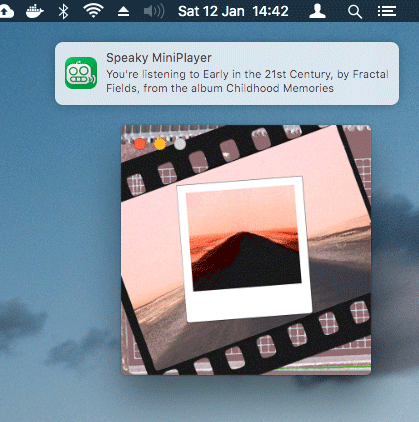 Sat 12 Jan 14:42
Speaky MiniPlayer
You're listening to Early in the 21st Century, by Fractal
Fields, from the album Childhood Memories